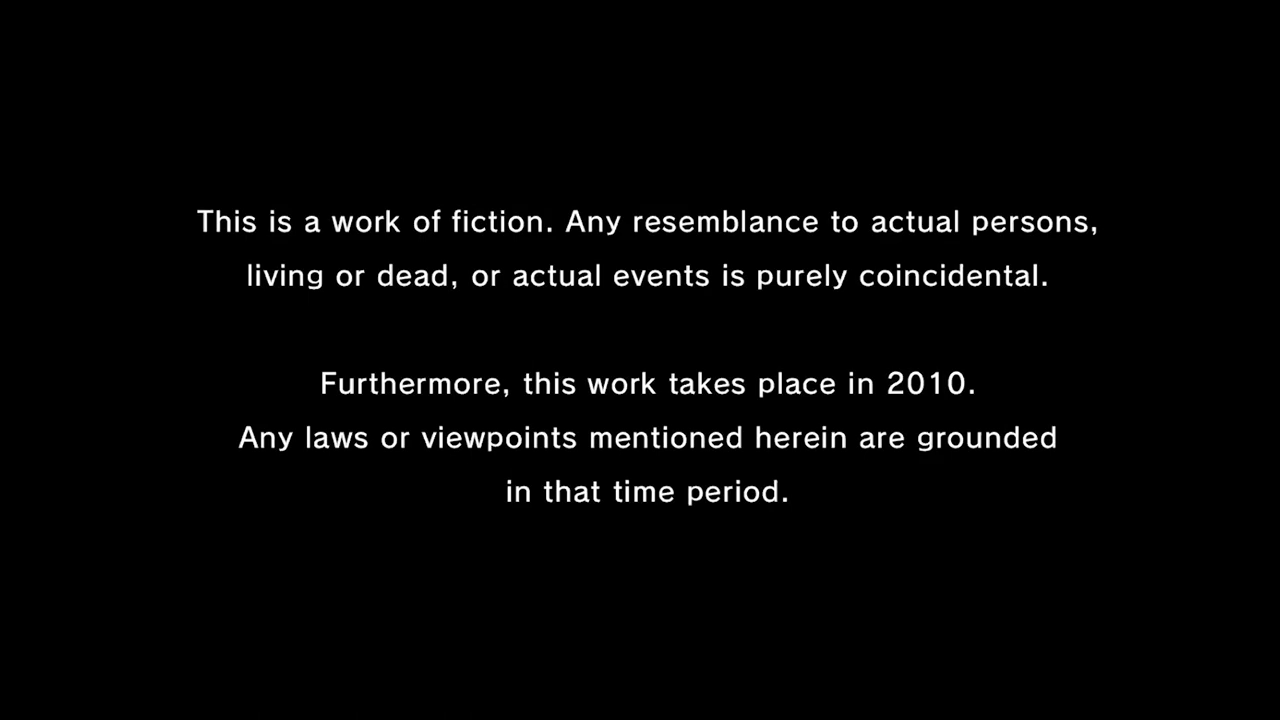 This is a work of fiction. Any resemblance to actual persons,
living or dead, or actual events is purely coincidental.
Furthermore, this work takes place in 2010.
Any laws or viewpoints mentioned herein are grounded
in that time period.